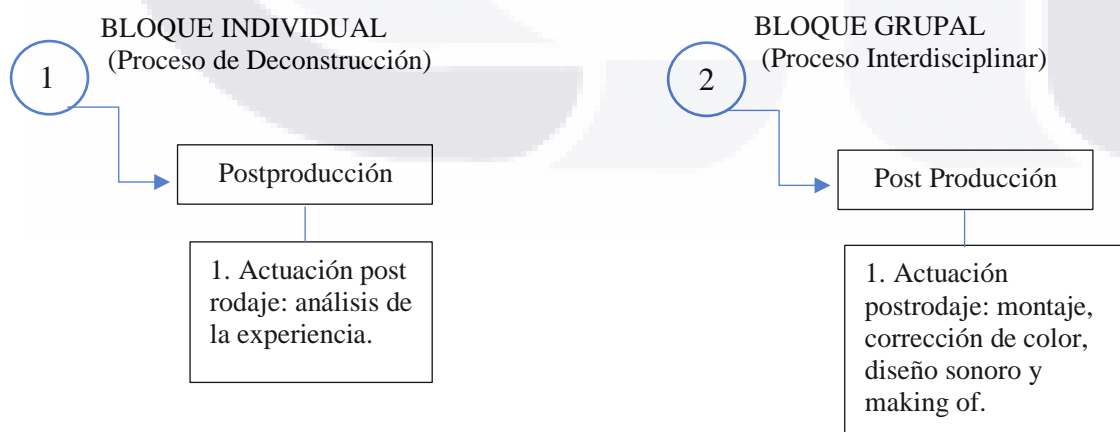 BLOQUE INDIVIDUAL
(Proceso de Deconstrucción)
1
Postproducción
1. Actuación post
rodaje: análisis de
la experiencia.
BLOQUE GRUPAL
(Proceso Interdisciplinar)
2
Post Producción
1. Actuación
postrodaje: montaje,
corrección de color,
diseño sonoro y
making of.